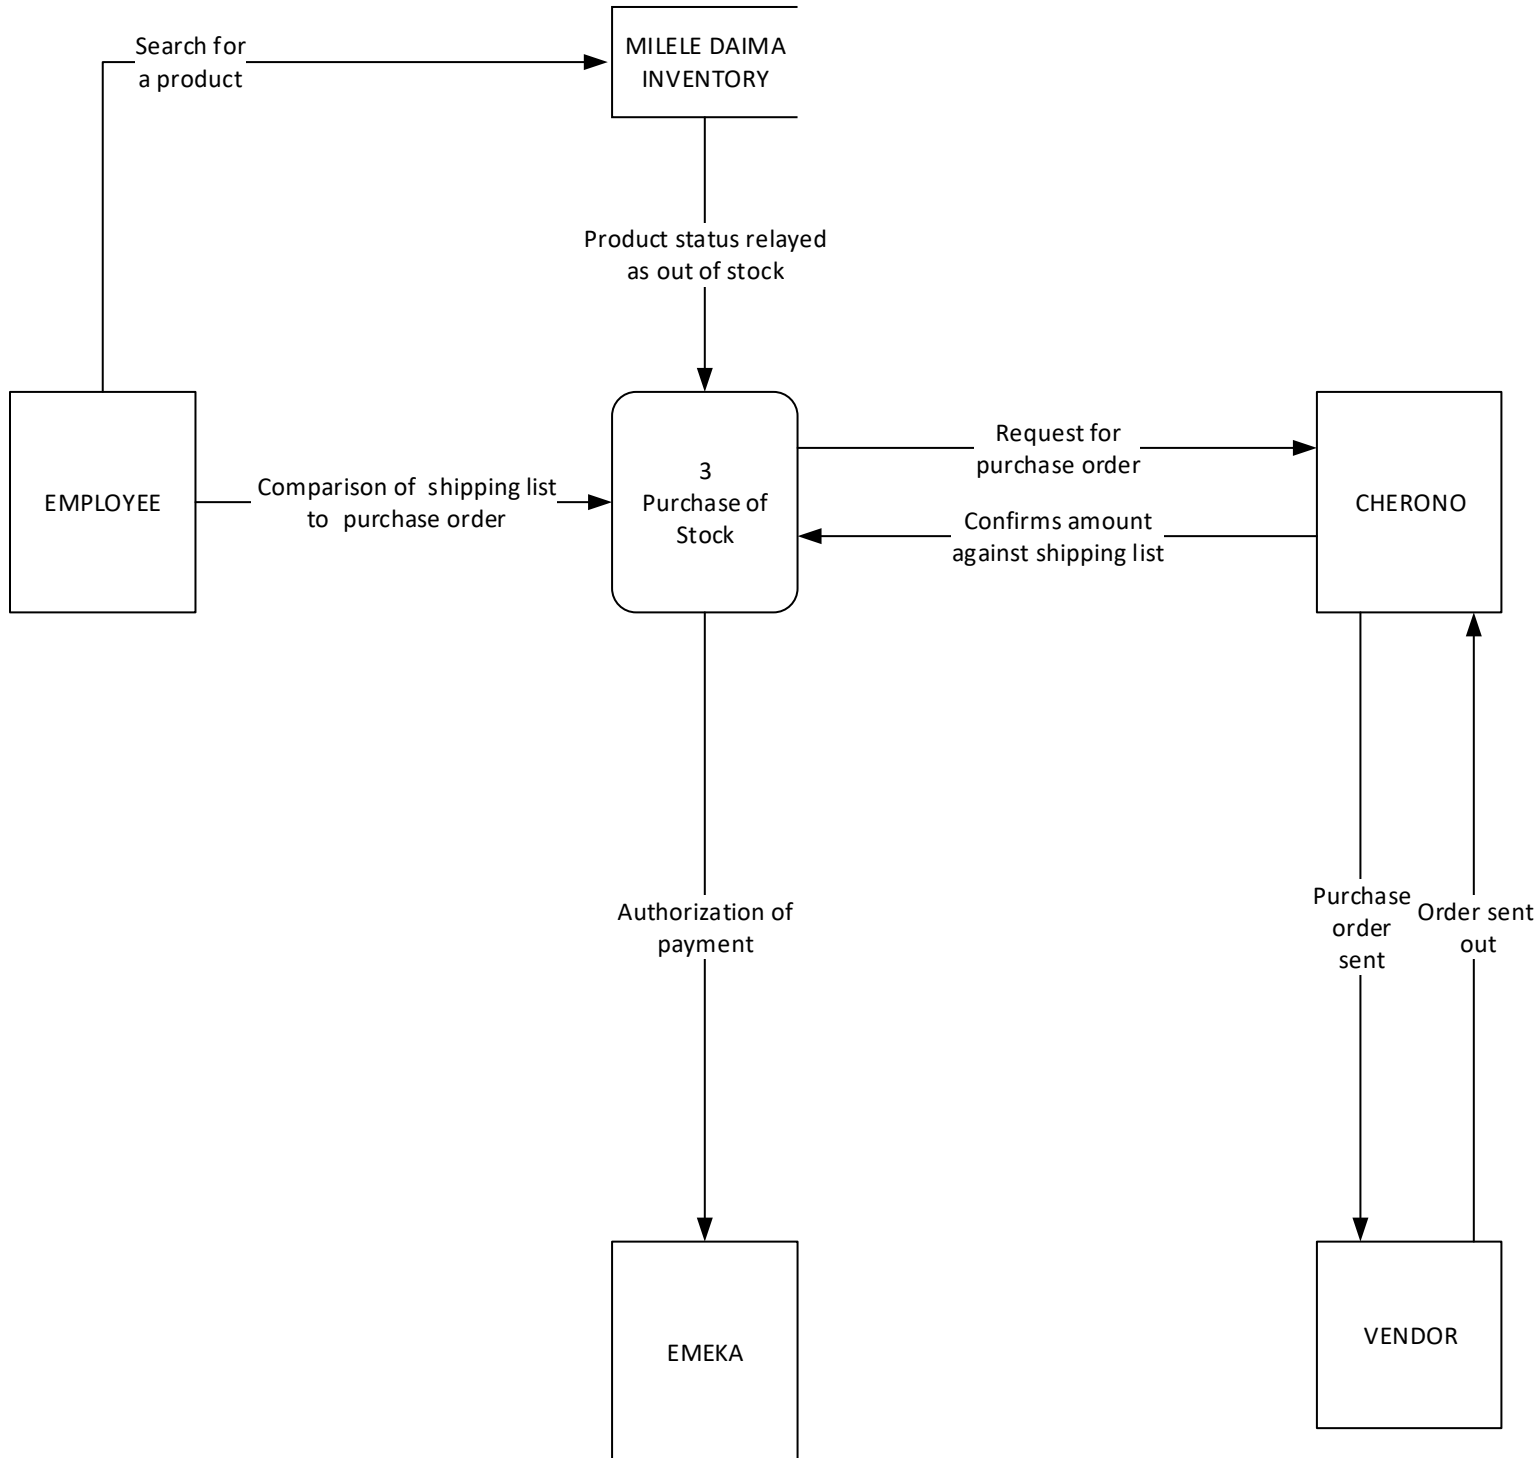 Search for
a product
MILELE DAIMA
INVENTORY
Product status relayed
as out of stock
EMPLOYEE
Comparison of shipping list
to purchase order
3
Purchase of
Stock
Request for
purchase order
Confirms amount
against shipping list
CHERONO
Authorization of
payment
Purchase
order
sent
Order sent
out
EMEKA
VENDOR